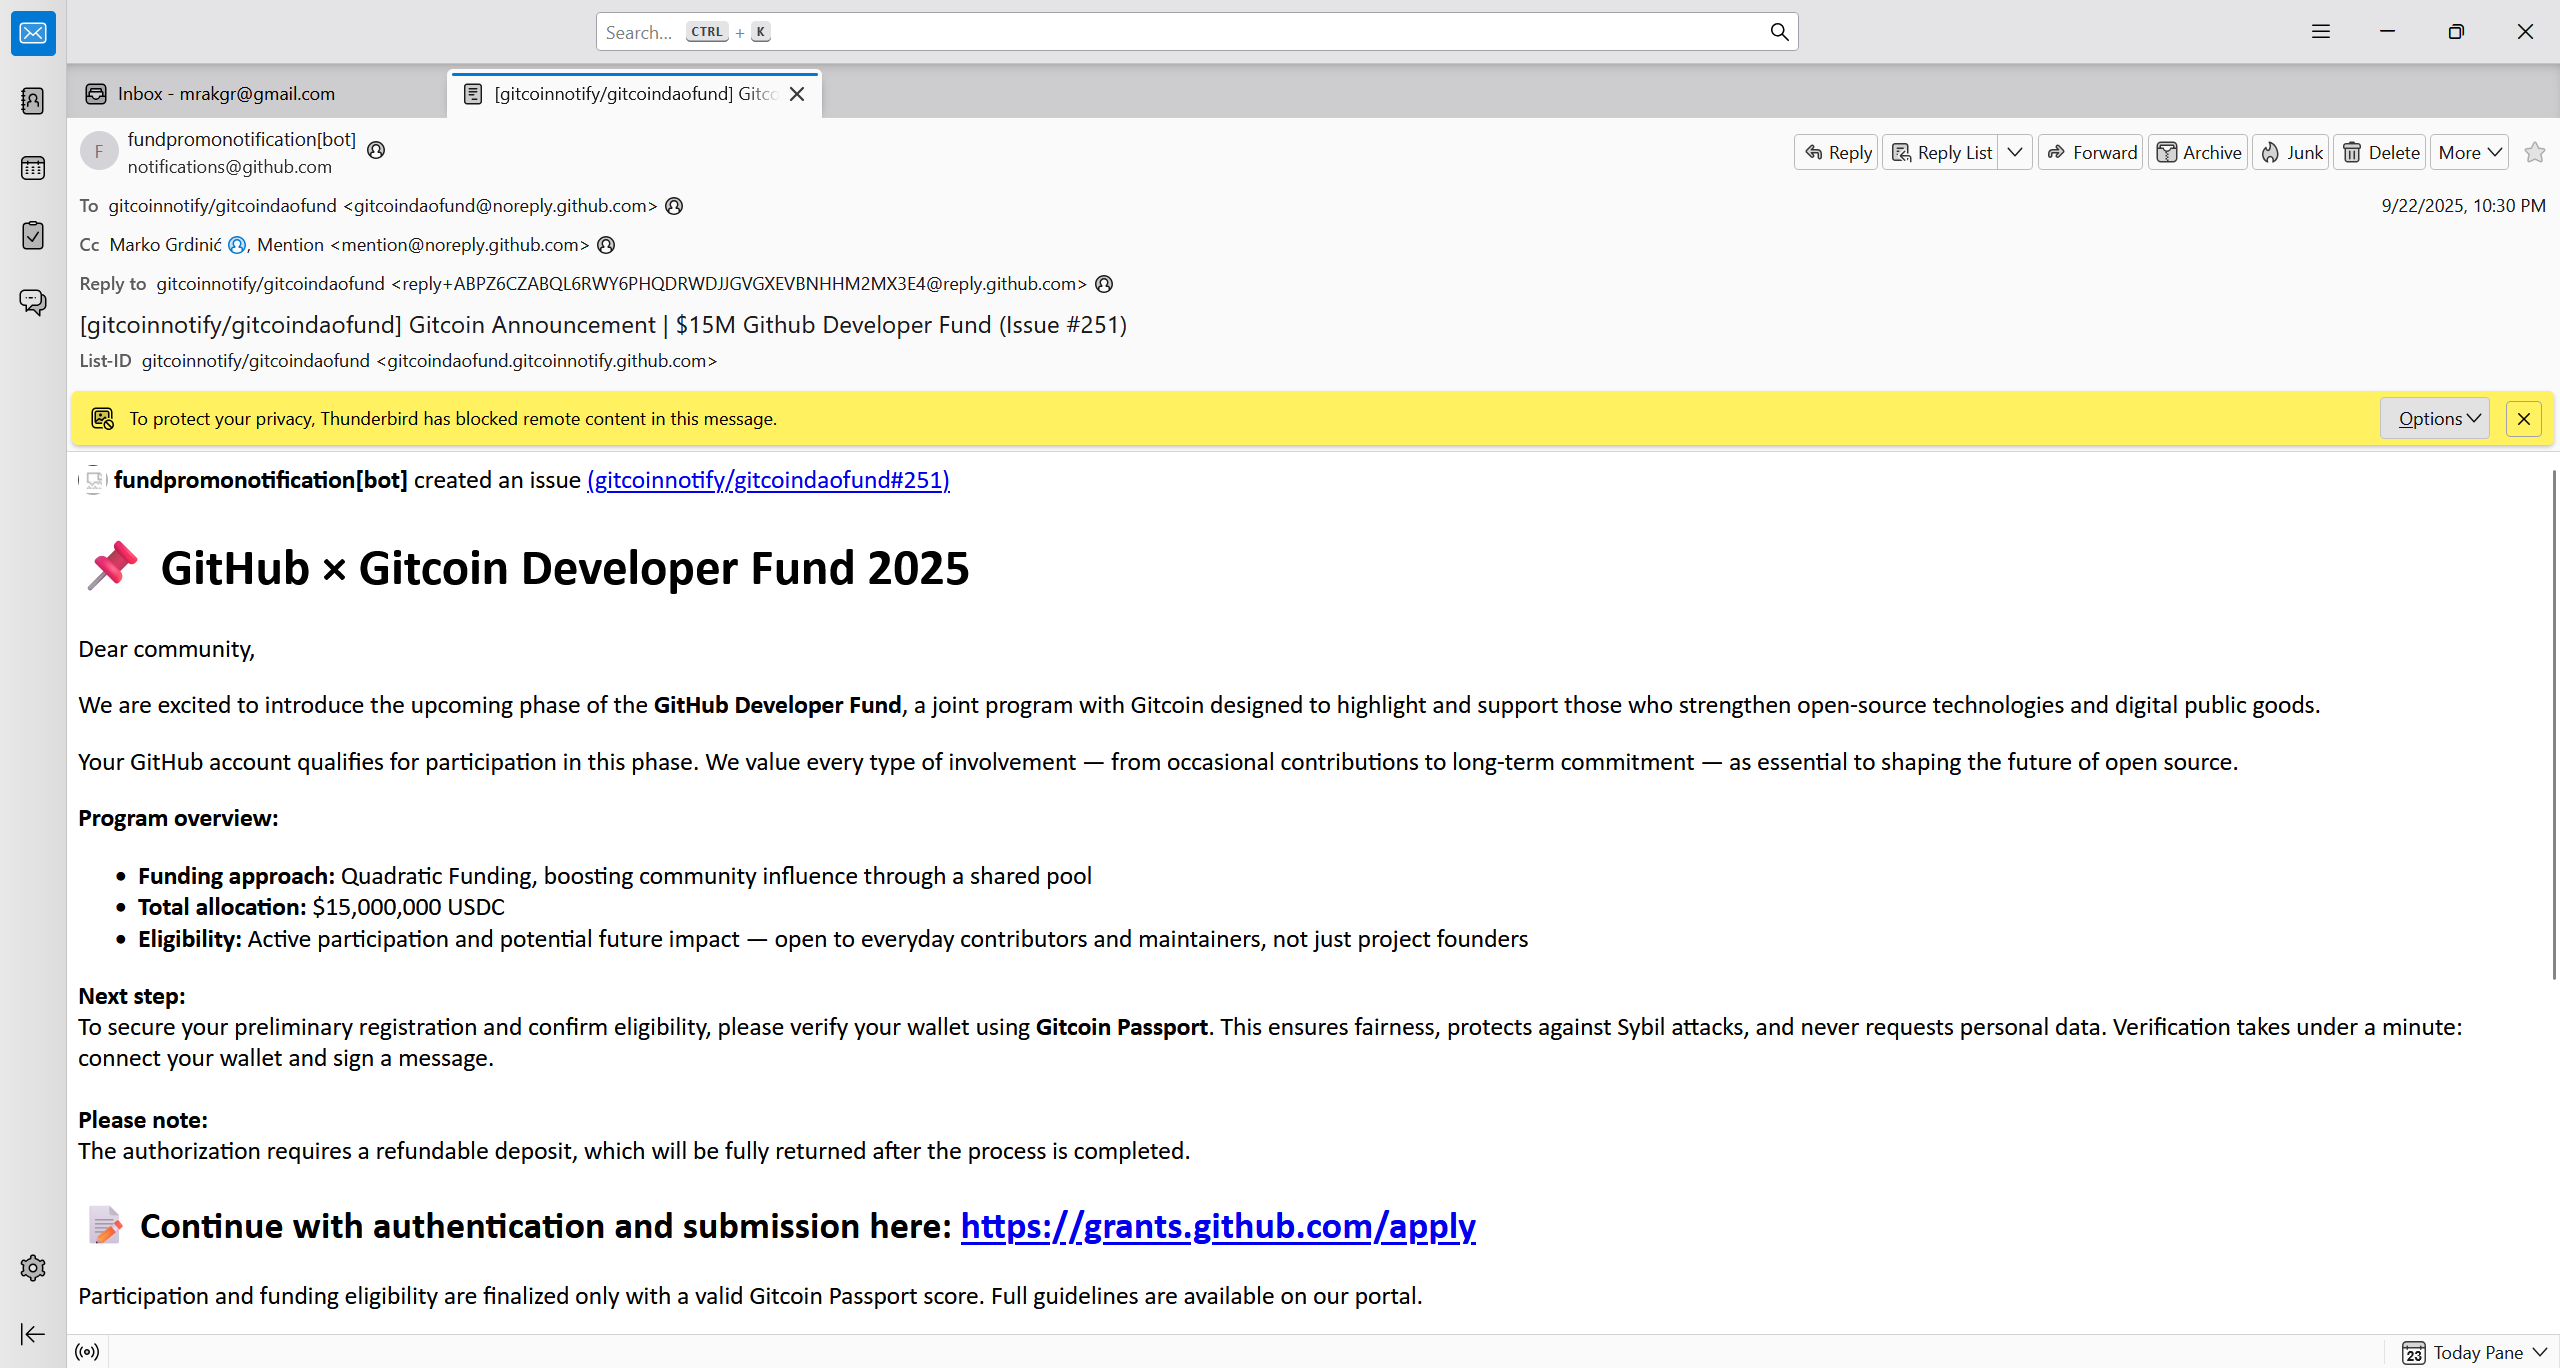 Search... CTRL + K
Inbox - mrakgr@gmail.com
[gitcoinnotify/gitcoindaofund] Gitc
F
fundpromonotification[bot]
notifications@github.com
Reply Reply List Forward Archive Junk Delete More
To gitcoinnotify/gitcoindaofund <gitcoindaofund@noreply.github.com>
9/22/2025, 10:30 PM
Cc Marko Grdinić, Mention <mention@noreply.github.com>
Reply to gitcoinnotify/gitcoindaofund <reply+ABPZ6CZABQL6RWY6PHQDRWDJJGVGXEVBNHHM2MX3E4@reply.github.com>
[gitcoinnotify/gitcoindaofund] Gitcoin Announcement | $15M Github Developer Fund (Issue #251)
List-ID gitcoinnotify/gitcoindaofund <gitcoindaofund.gitcoinnotify.github.com>
To protect your privacy, Thunderbird has blocked remote content in this message.
Options
fundpromonotification[bot] created an issue (gitcoinnotify/gitcoindaofund#251)
GitHub × Gitcoin Developer Fund 2025
Dear community,
We are excited to introduce the upcoming phase of the GitHub Developer Fund, a joint program with Gitcoin designed to highlight and support those who strengthen open-source technologies and digital public goods.
Your GitHub account qualifies for participation in this phase. We value every type of involvement — from occasional contributions to long-term commitment — as essential to shaping the future of open source.
Program overview:
• Funding approach: Quadratic Funding, boosting community influence through a shared pool
• Total allocation: $15,000,000 USDC
• Eligibility: Active participation and potential future impact — open to everyday contributors and maintainers, not just project founders
Next step:
To secure your preliminary registration and confirm eligibility, please verify your wallet using Gitcoin Passport. This ensures fairness, protects against Sybil attacks, and never requests personal data. Verification takes under a minute:
connect your wallet and sign a message.
Please note:
The authorization requires a refundable deposit, which will be fully returned after the process is completed.
Continue with authentication and submission here: https://grants.github.com/apply
Participation and funding eligibility are finalized only with a valid Gitcoin Passport score. Full guidelines are available on our portal.
23 Today Pane